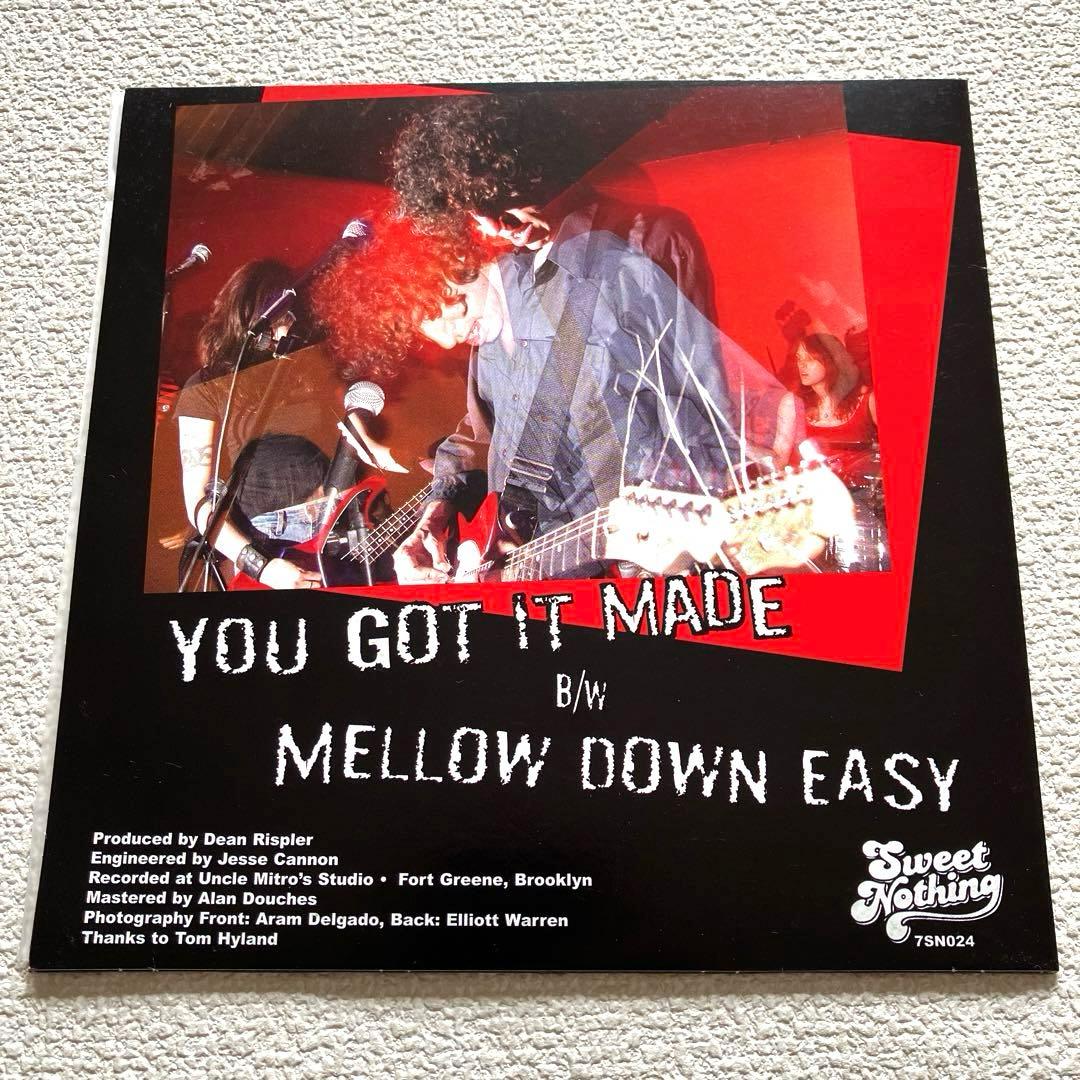 YOU GOT IT MADE
B/W
MELLOW DOWN EASY
Produced by Dean Rispler
Engineered by Jesse Cannon
Recorded at Uncle Mitro's Studio • Fort Greene, Brooklyn
Mastered by Alan Douches
Photography Front: Aram Delgado, Back: Elliott Warren
Thanks to Tom Hyland
Sweet
Nothing
7SN024